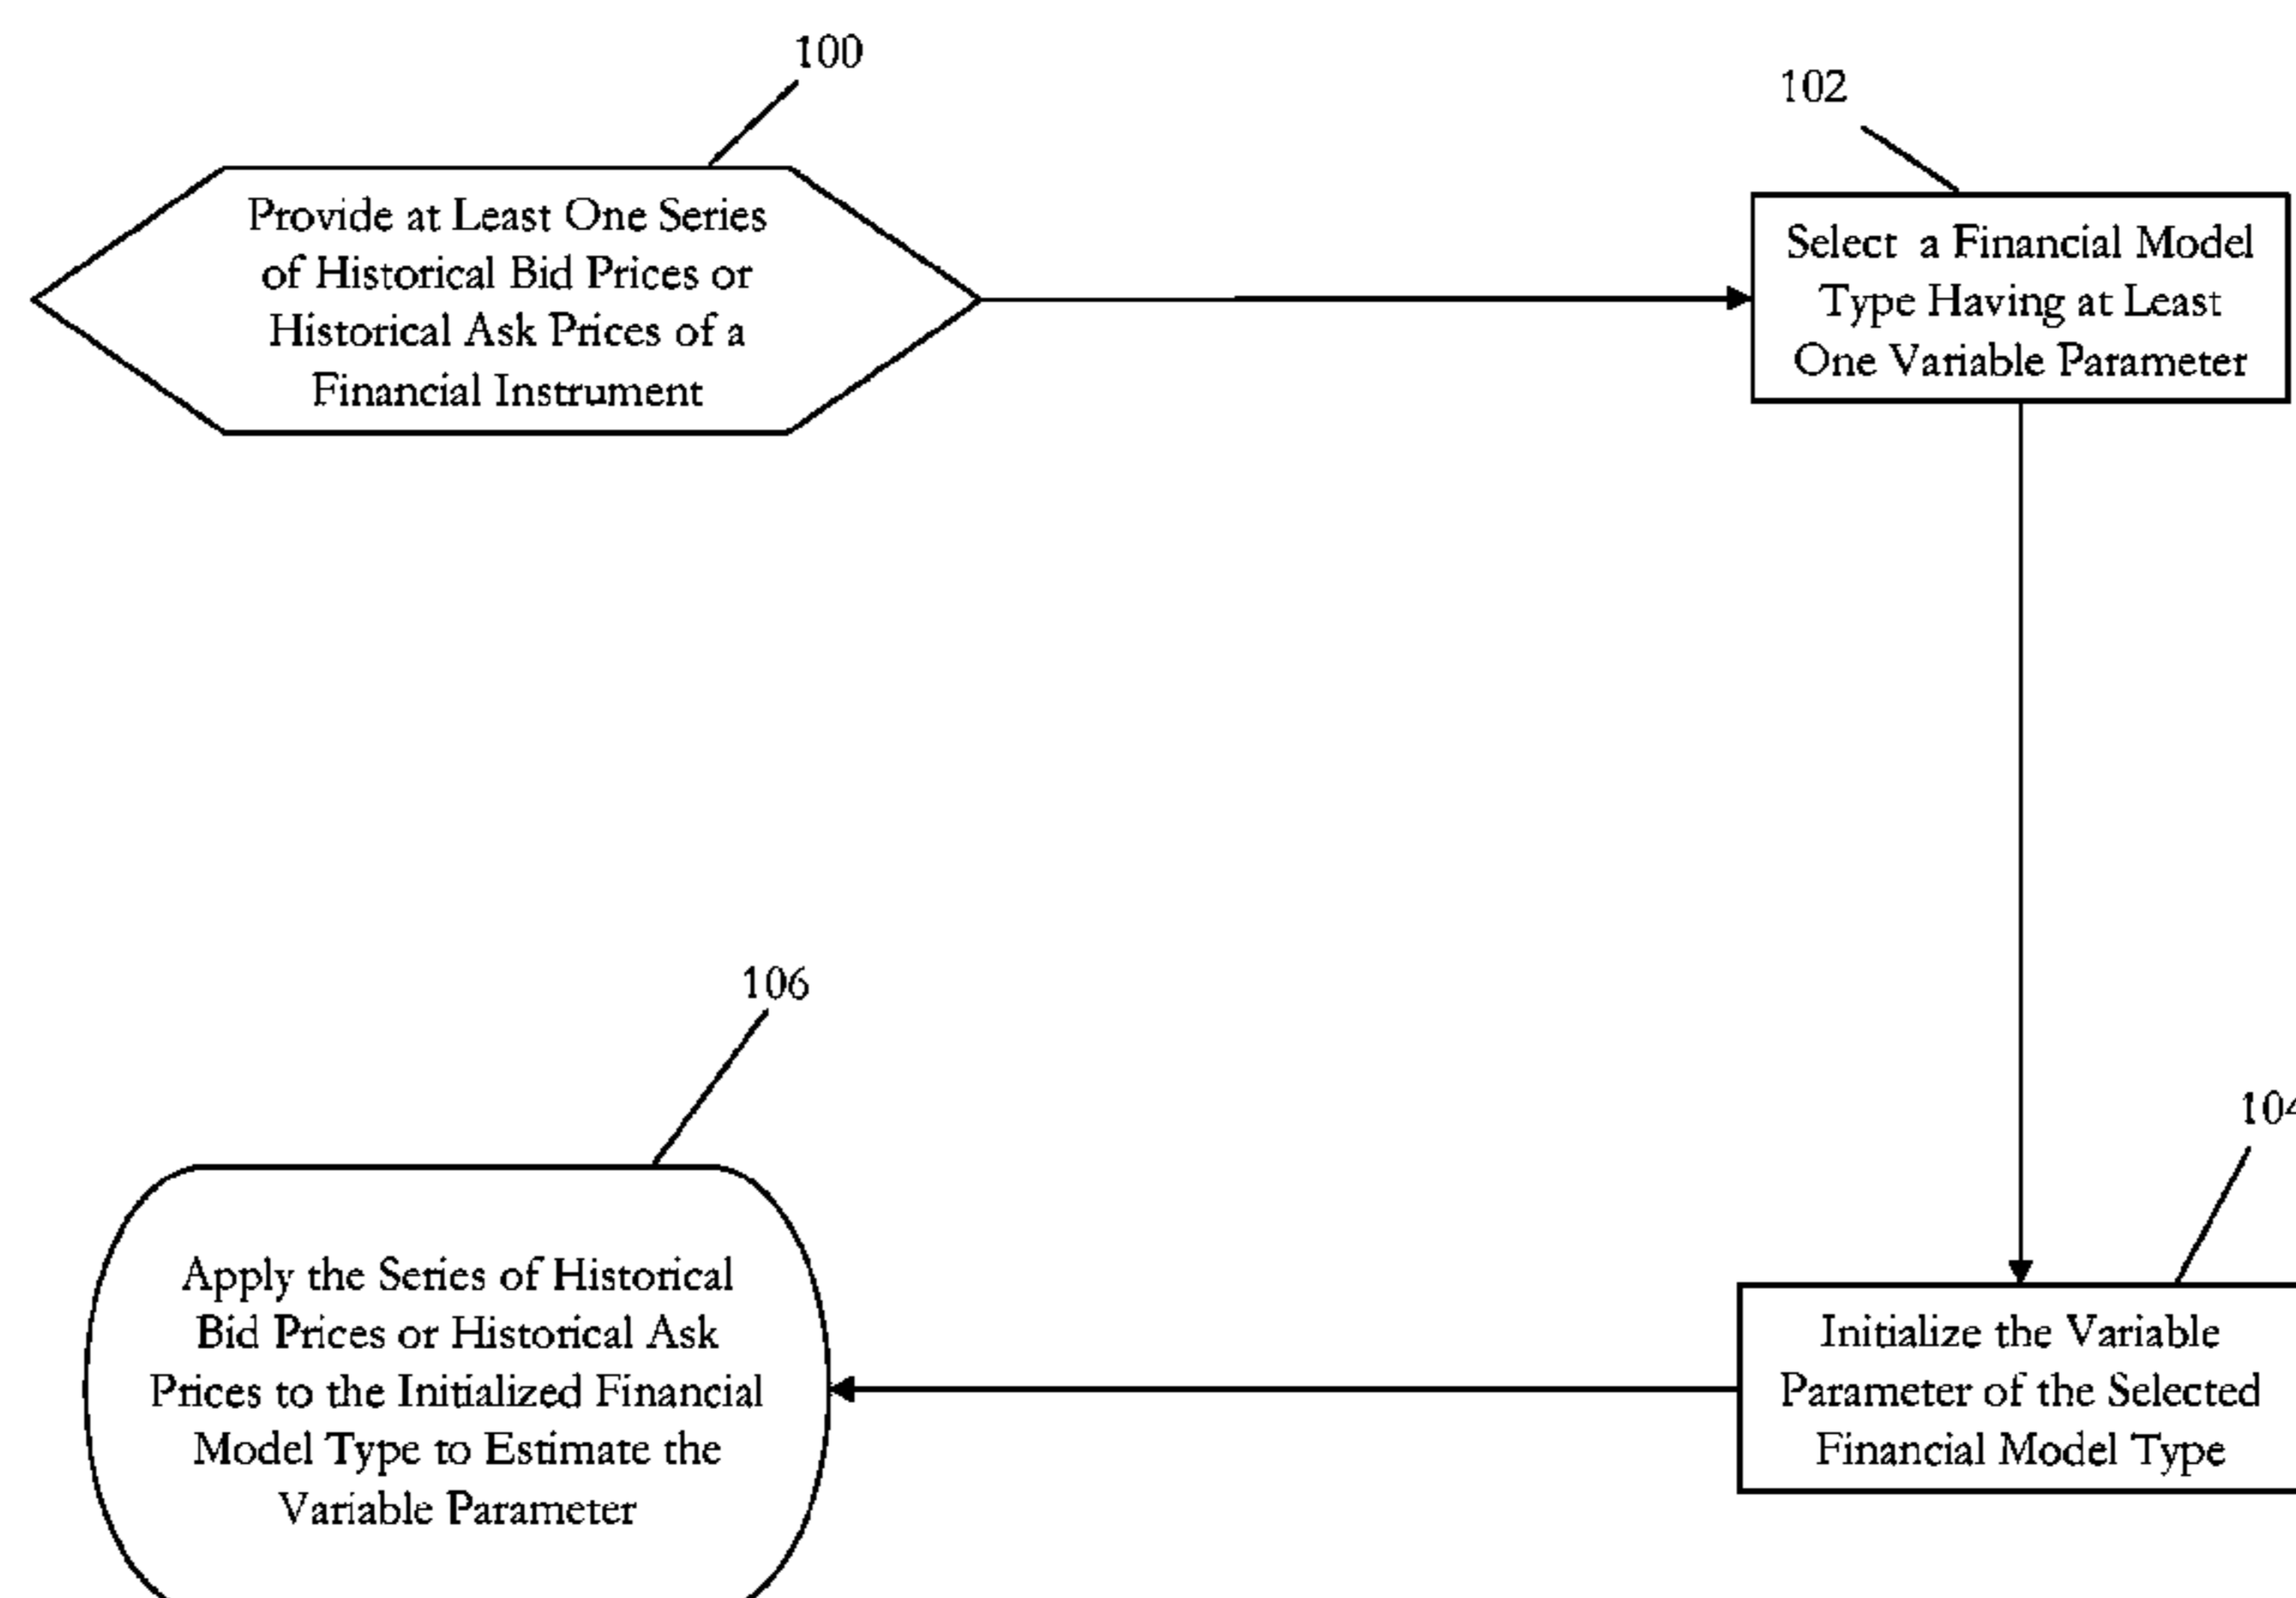 100
Provide at Least One Series
of Historical Bid Prices or
Historical Ask Prices of a
Financial Instrument
102
Select a Financial Model
Type Having at Least
One Variable Parameter
104
Initialize the Variable
Parameter of the Selected
Financial Model Type
106
Apply the Series of Historical
Bid Prices or Historical Ask
Prices to the Initialized Financial
Model Type to Estimate the
Variable Parameter